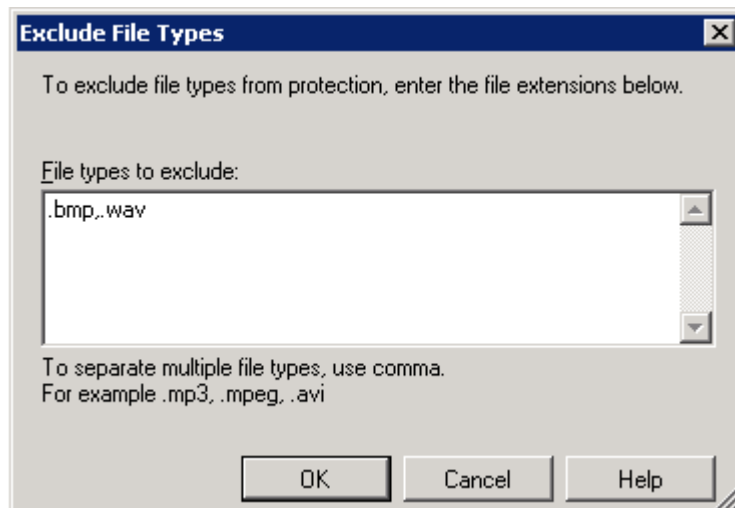 Exclude File Types
To exclude file types from protection, enter the file extensions below.
File types to exclude:
.bmp,.wav
To separate multiple file types, use comma.
For example .mp3, .mpeg, .avi
OK Cancel Help